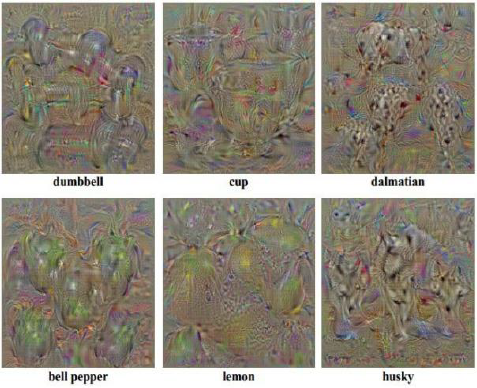 dumbbell
cup
dalmatian
bell pepper
lemon
husky